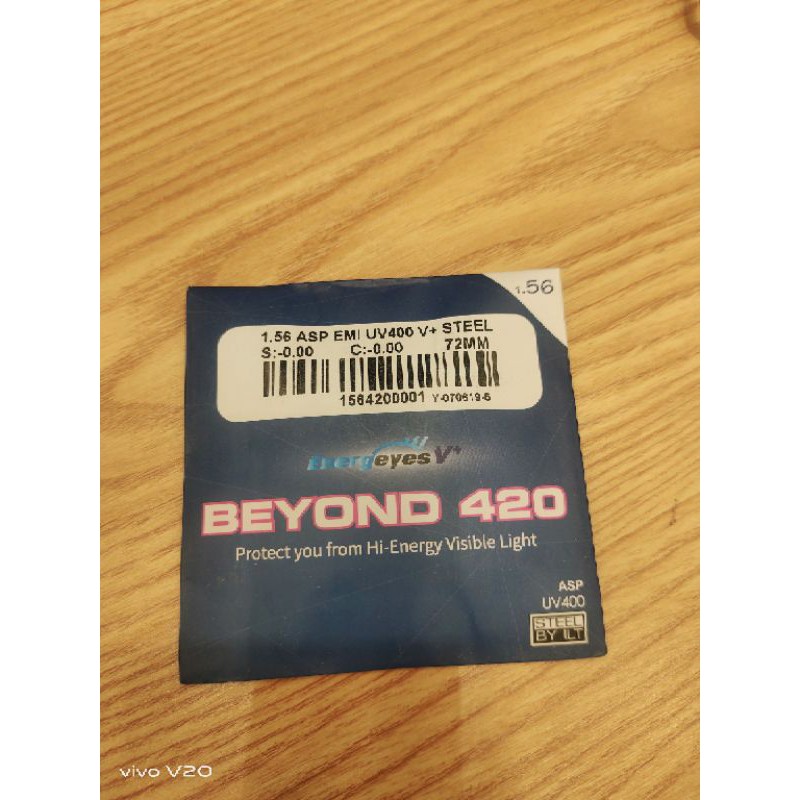 1.56
1.56 ASP EMI UV400 V+ STEEL
S:-0.00 C:-0.00 72MM
1564200001 Y-070619-6
Energeyes V+
BEYOND 420
Protect you from Hi-Energy Visible Light
ASP
UV400
STEEL
BY ILT
vivo V20